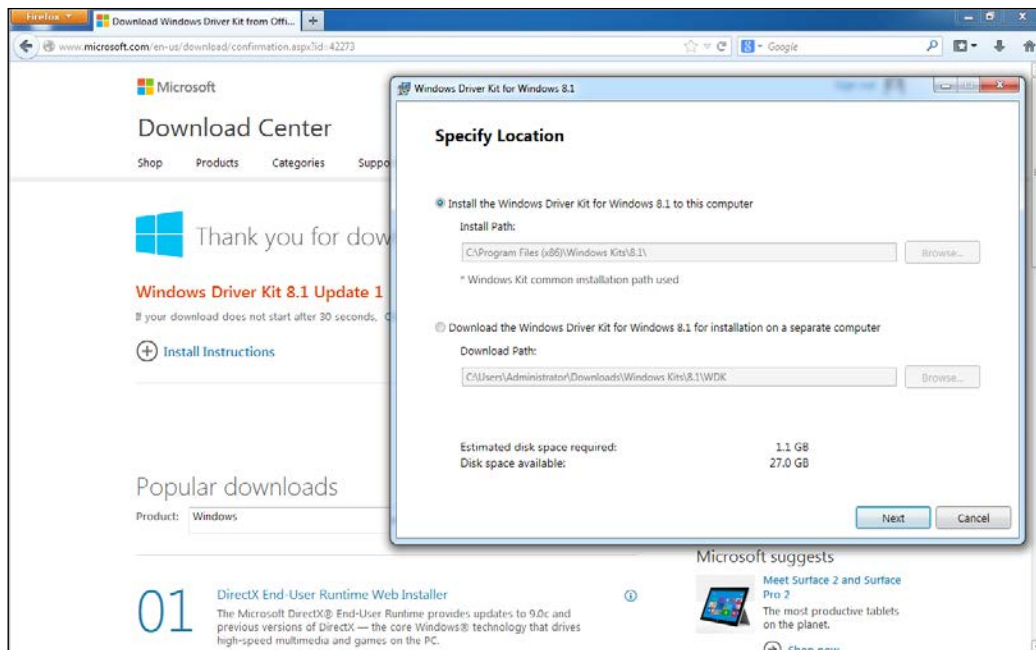 Firefox
Download Windows Driver Kit from Offi...
www.microsoft.com/en-us/download/confirmation.aspx?id=42273
Google
Microsoft
Download Center
Shop Products Categories Suppo
Thank you for dow
Windows Driver Kit 8.1 Update 1
If your download does not start after 30 seconds,
Install Instructions
Popular downloads
Product: Windows
01
DirectX End-User Runtime Web Installer
The Microsoft DirectX® End-User Runtime provides updates to 9.0c and
previous versions of DirectX — the core Windows® technology that drives
high-speed multimedia and games on the PC.
Windows Driver Kit for Windows 8.1
Specify Location
Install the Windows Driver Kit for Windows 8.1 to this computer
Install Path:
C:\Program Files (x86)\Windows Kits\8.1\
Browse...
* Windows Kit common installation path used
Download the Windows Driver Kit for Windows 8.1 for installation on a separate computer
Download Path:
C:\Users\Administrator\Downloads\Windows Kits\8.1\WDK
Browse...
Estimated disk space required: 1.1 GB
Disk space available: 27.0 GB
Next Cancel
Microsoft suggests
Meet Surface 2 and Surface
Pro 2
The most productive tablets
on the planet.
Shop now